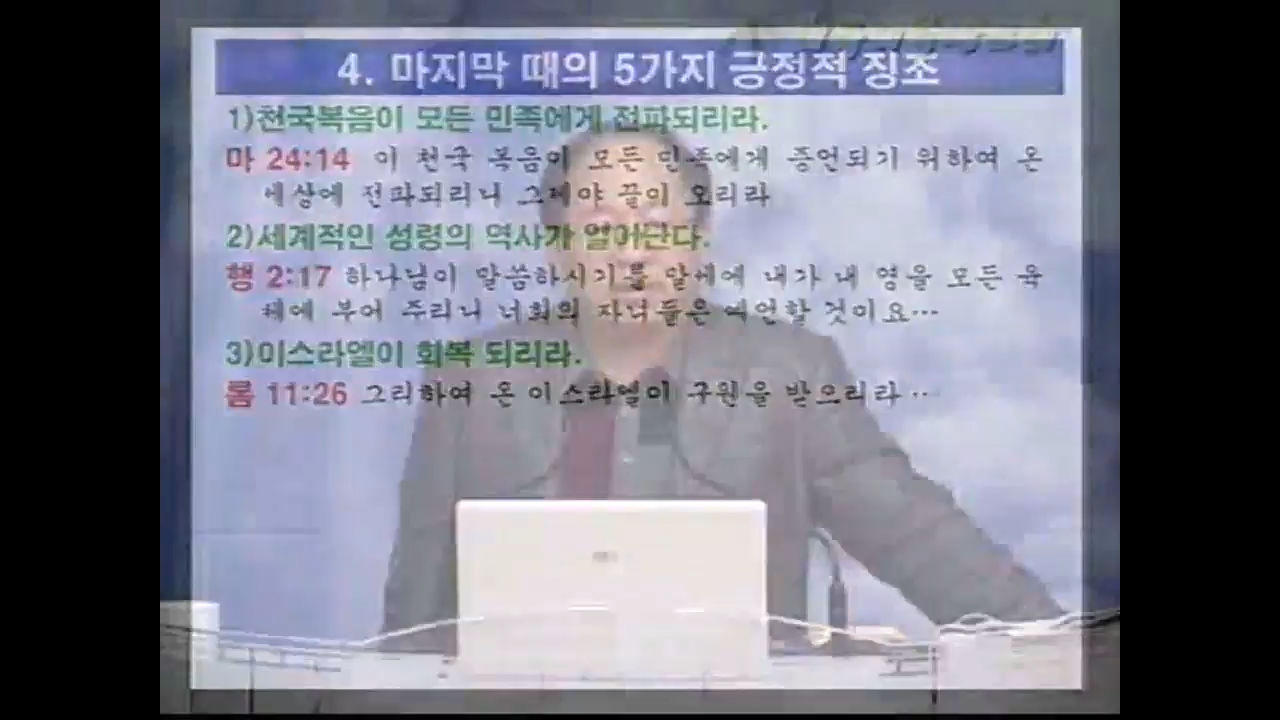 4. 마지막 때의 5가지 긍정적 징조
1)천국복음이 모든 민족에게 전파되리라.
마 24:14 이 천국 복음이 모든 민족에게 증언되기 위하여 온
세상에 전파되리니 그제야 끝이 오리라
2)세계적인 성령의 역사가 일어난다.
행 2:17 하나님이 말씀하시기를 말세에 내가 내 영을 모든 육
체에 부어 주리니 너희의 자녀들은 예언할 것이요…
3)이스라엘이 회복 되리라.
롬 11:26 그리하여 온 이스라엘이 구원을 받으리라 …